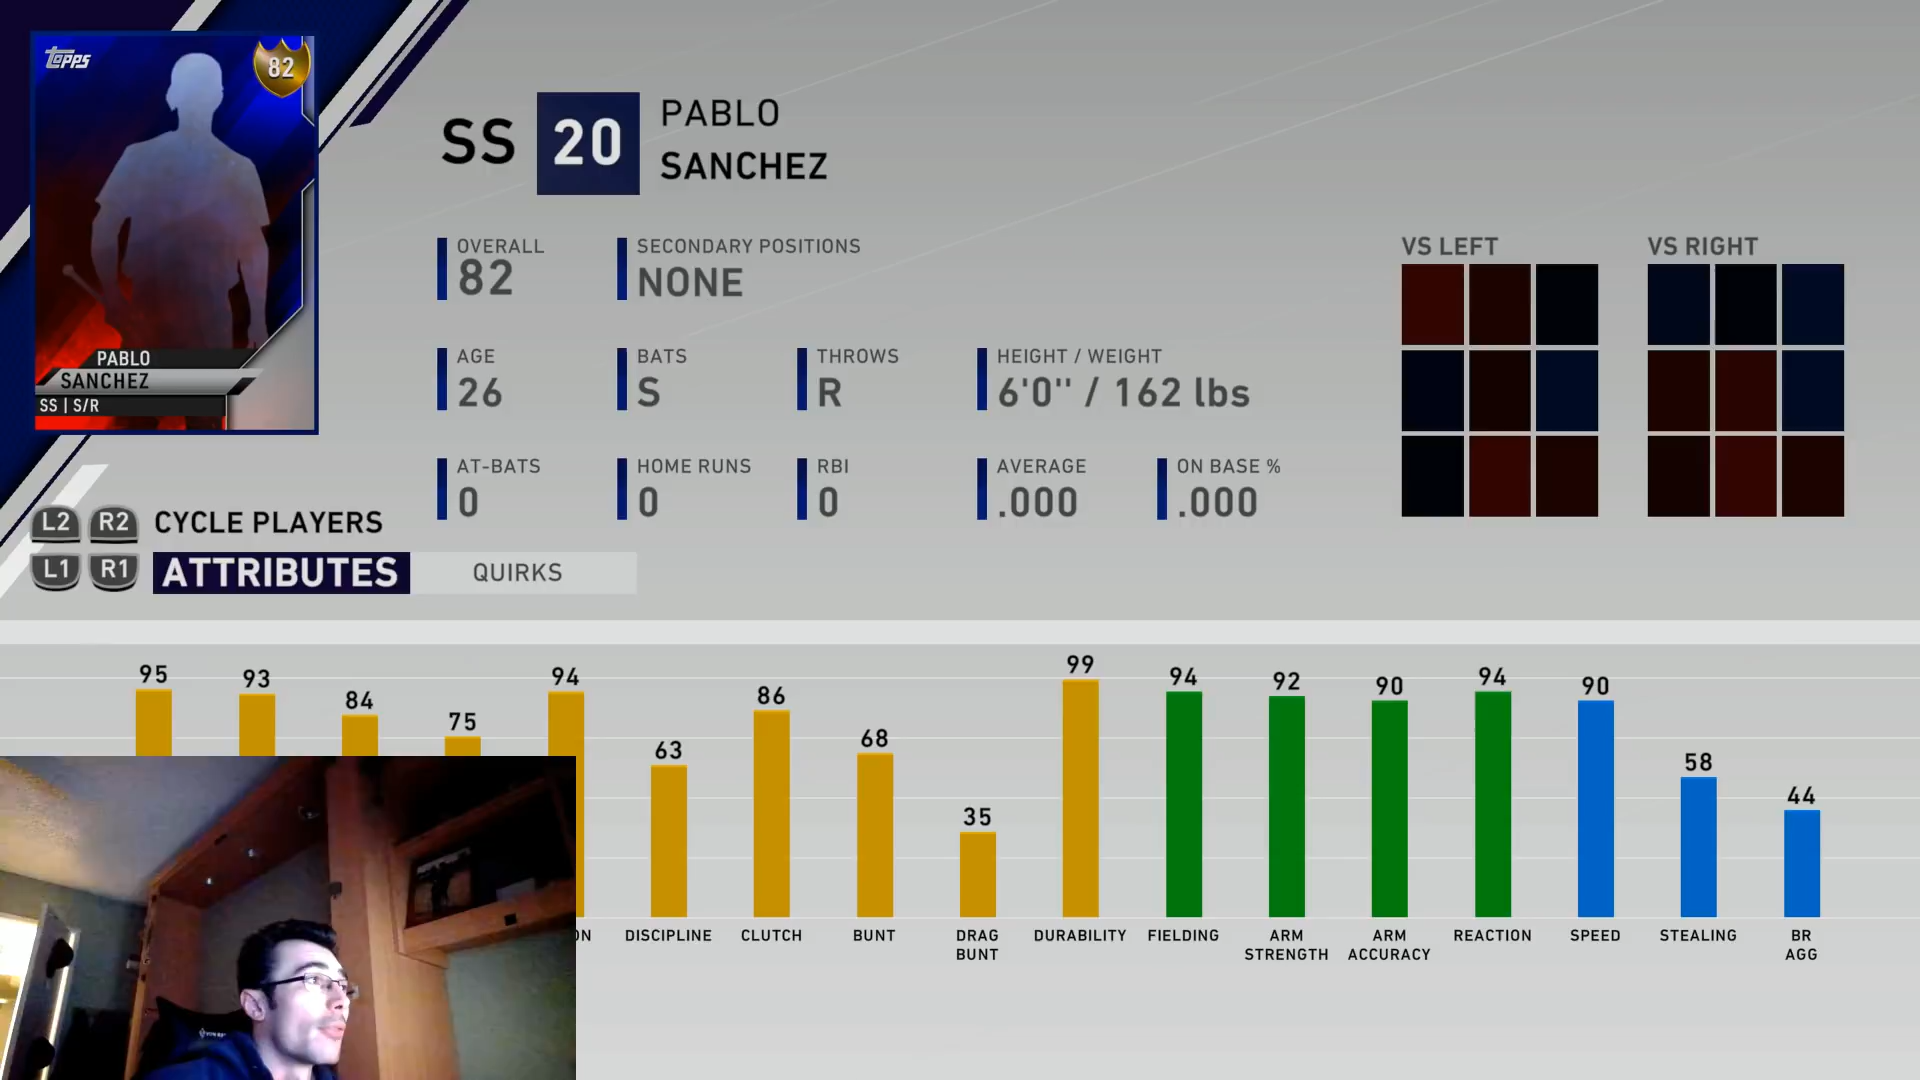 Topps
82
PABLO
SANCHEZ
SS | S/R
SS
20
PABLO
SANCHEZ
OVERALL
82
SECONDARY POSITIONS
NONE
AGE
26
BATS
S
THROWS
R
HEIGHT / WEIGHT
6'0" / 162 lbs
AT-BATS
0
HOME RUNS
0
RBI
0
AVERAGE
.000
ON BASE %
.000
VS LEFT
VS RIGHT
L2 R2 CYCLE PLAYERS
L1 R1 ATTRIBUTES QUIRKS
95 93 84 75 94 63 86 68 35 99 94 92 90 94 90 58 44
ON DISCIPLINE CLUTCH BUNT DRAG BUNT DURABILITY FIELDING ARM STRENGTH ARM ACCURACY REACTION SPEED STEALING BR AGG